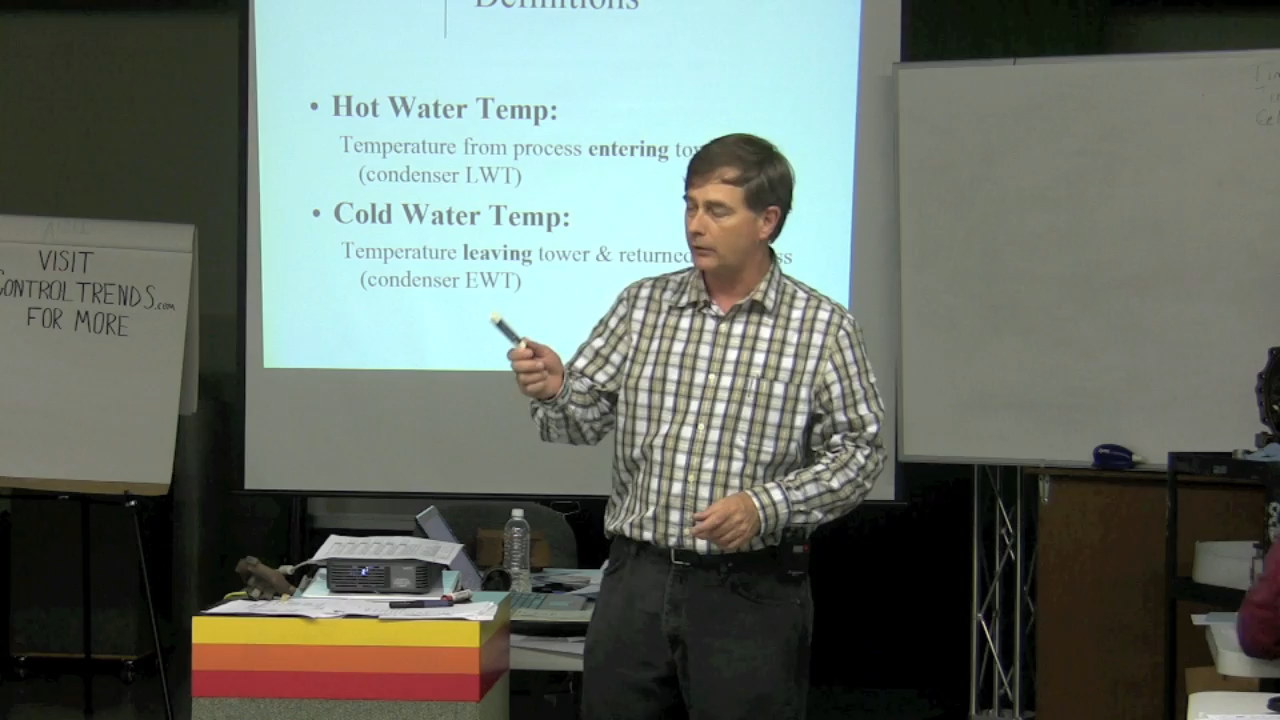 Definitions
• Hot Water Temp:
Temperature from process entering
(condenser LWT)
• Cold Water Temp:
Temperature leaving tower & returned
(condenser EWT)
VISIT
CONTROLTRENDS.com
FOR MORE